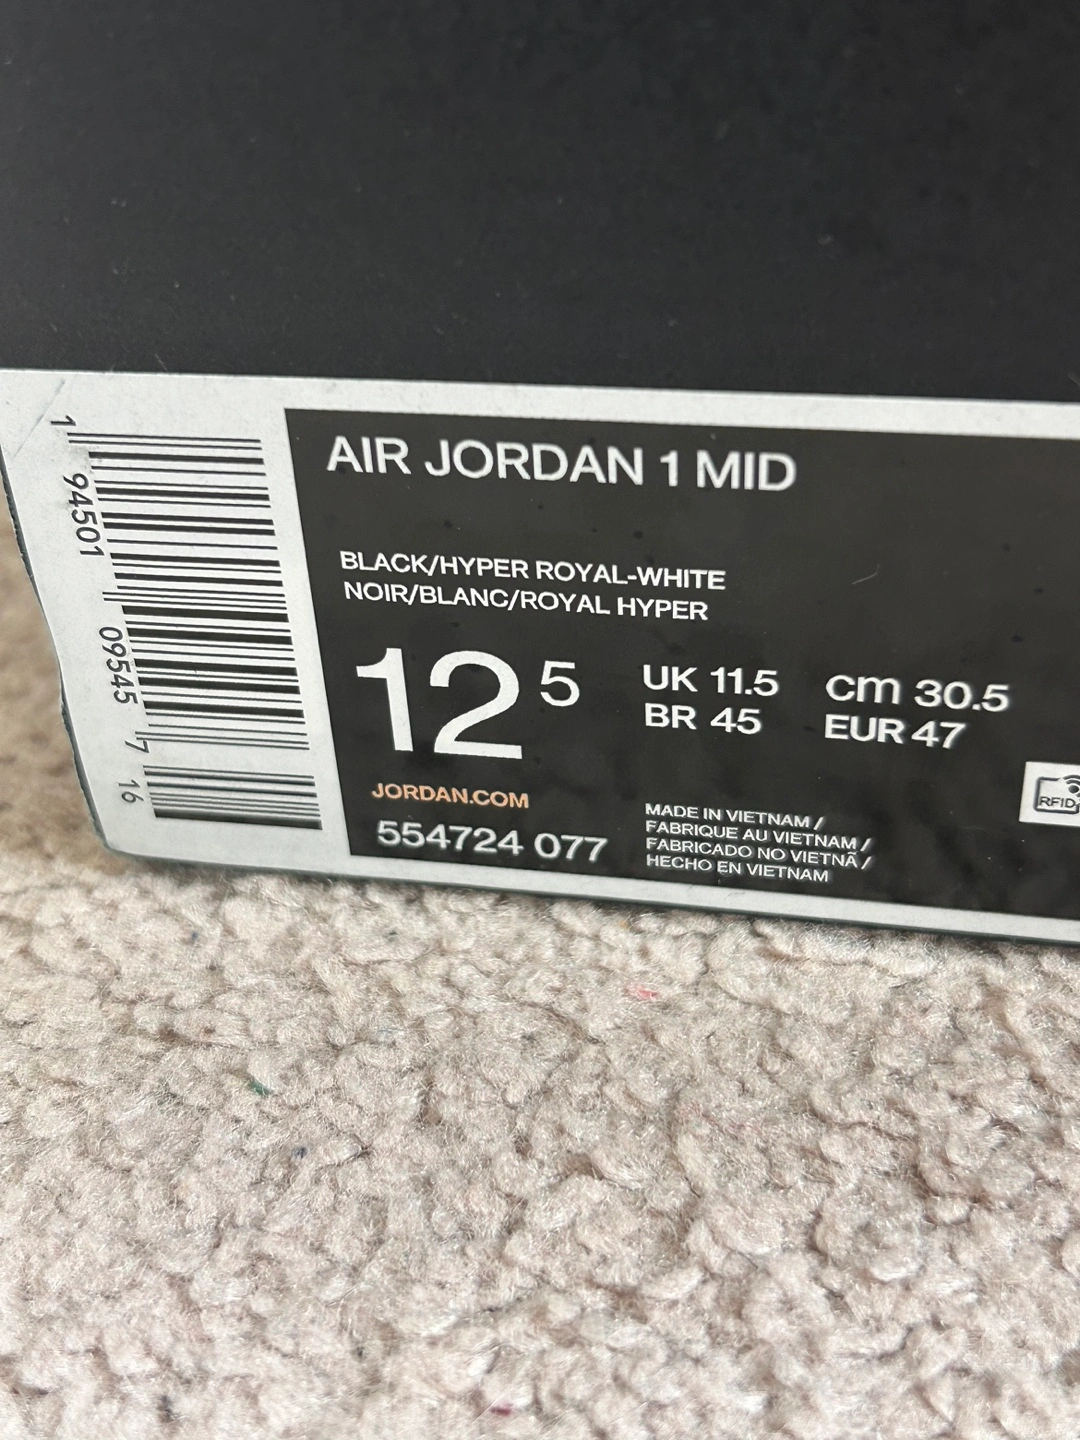 AIR JORDAN 1 MID
BLACK/HYPER ROYAL-WHITE
NOIR/BLANC/ROYAL HYPER
12 5
UK 11.5 cm 30.5
BR 45 EUR 47
JORDAN.COM
554724 077
MADE IN VIETNAM /
FABRIQUE AU VIETNAM /
FABRICADO NO VIETNÃ /
HECHO EN VIETNAM
RFID
1 94501 09545 7 16